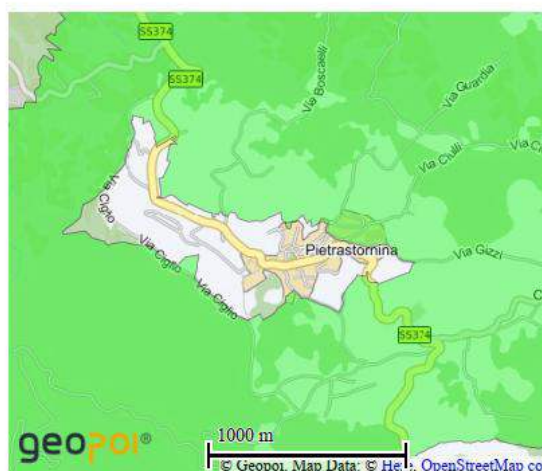 SS374
SS374
Via Boscaelli
Via Guardia
Via Ciulli
Via C
Via Ciglio
Pietrastornina
Via Ciglio
Via Gizzi
Via Ciglio
SS374
geopoi®
1000 m
© Geopoi, Map Data: © Here, OpenStreetMap co